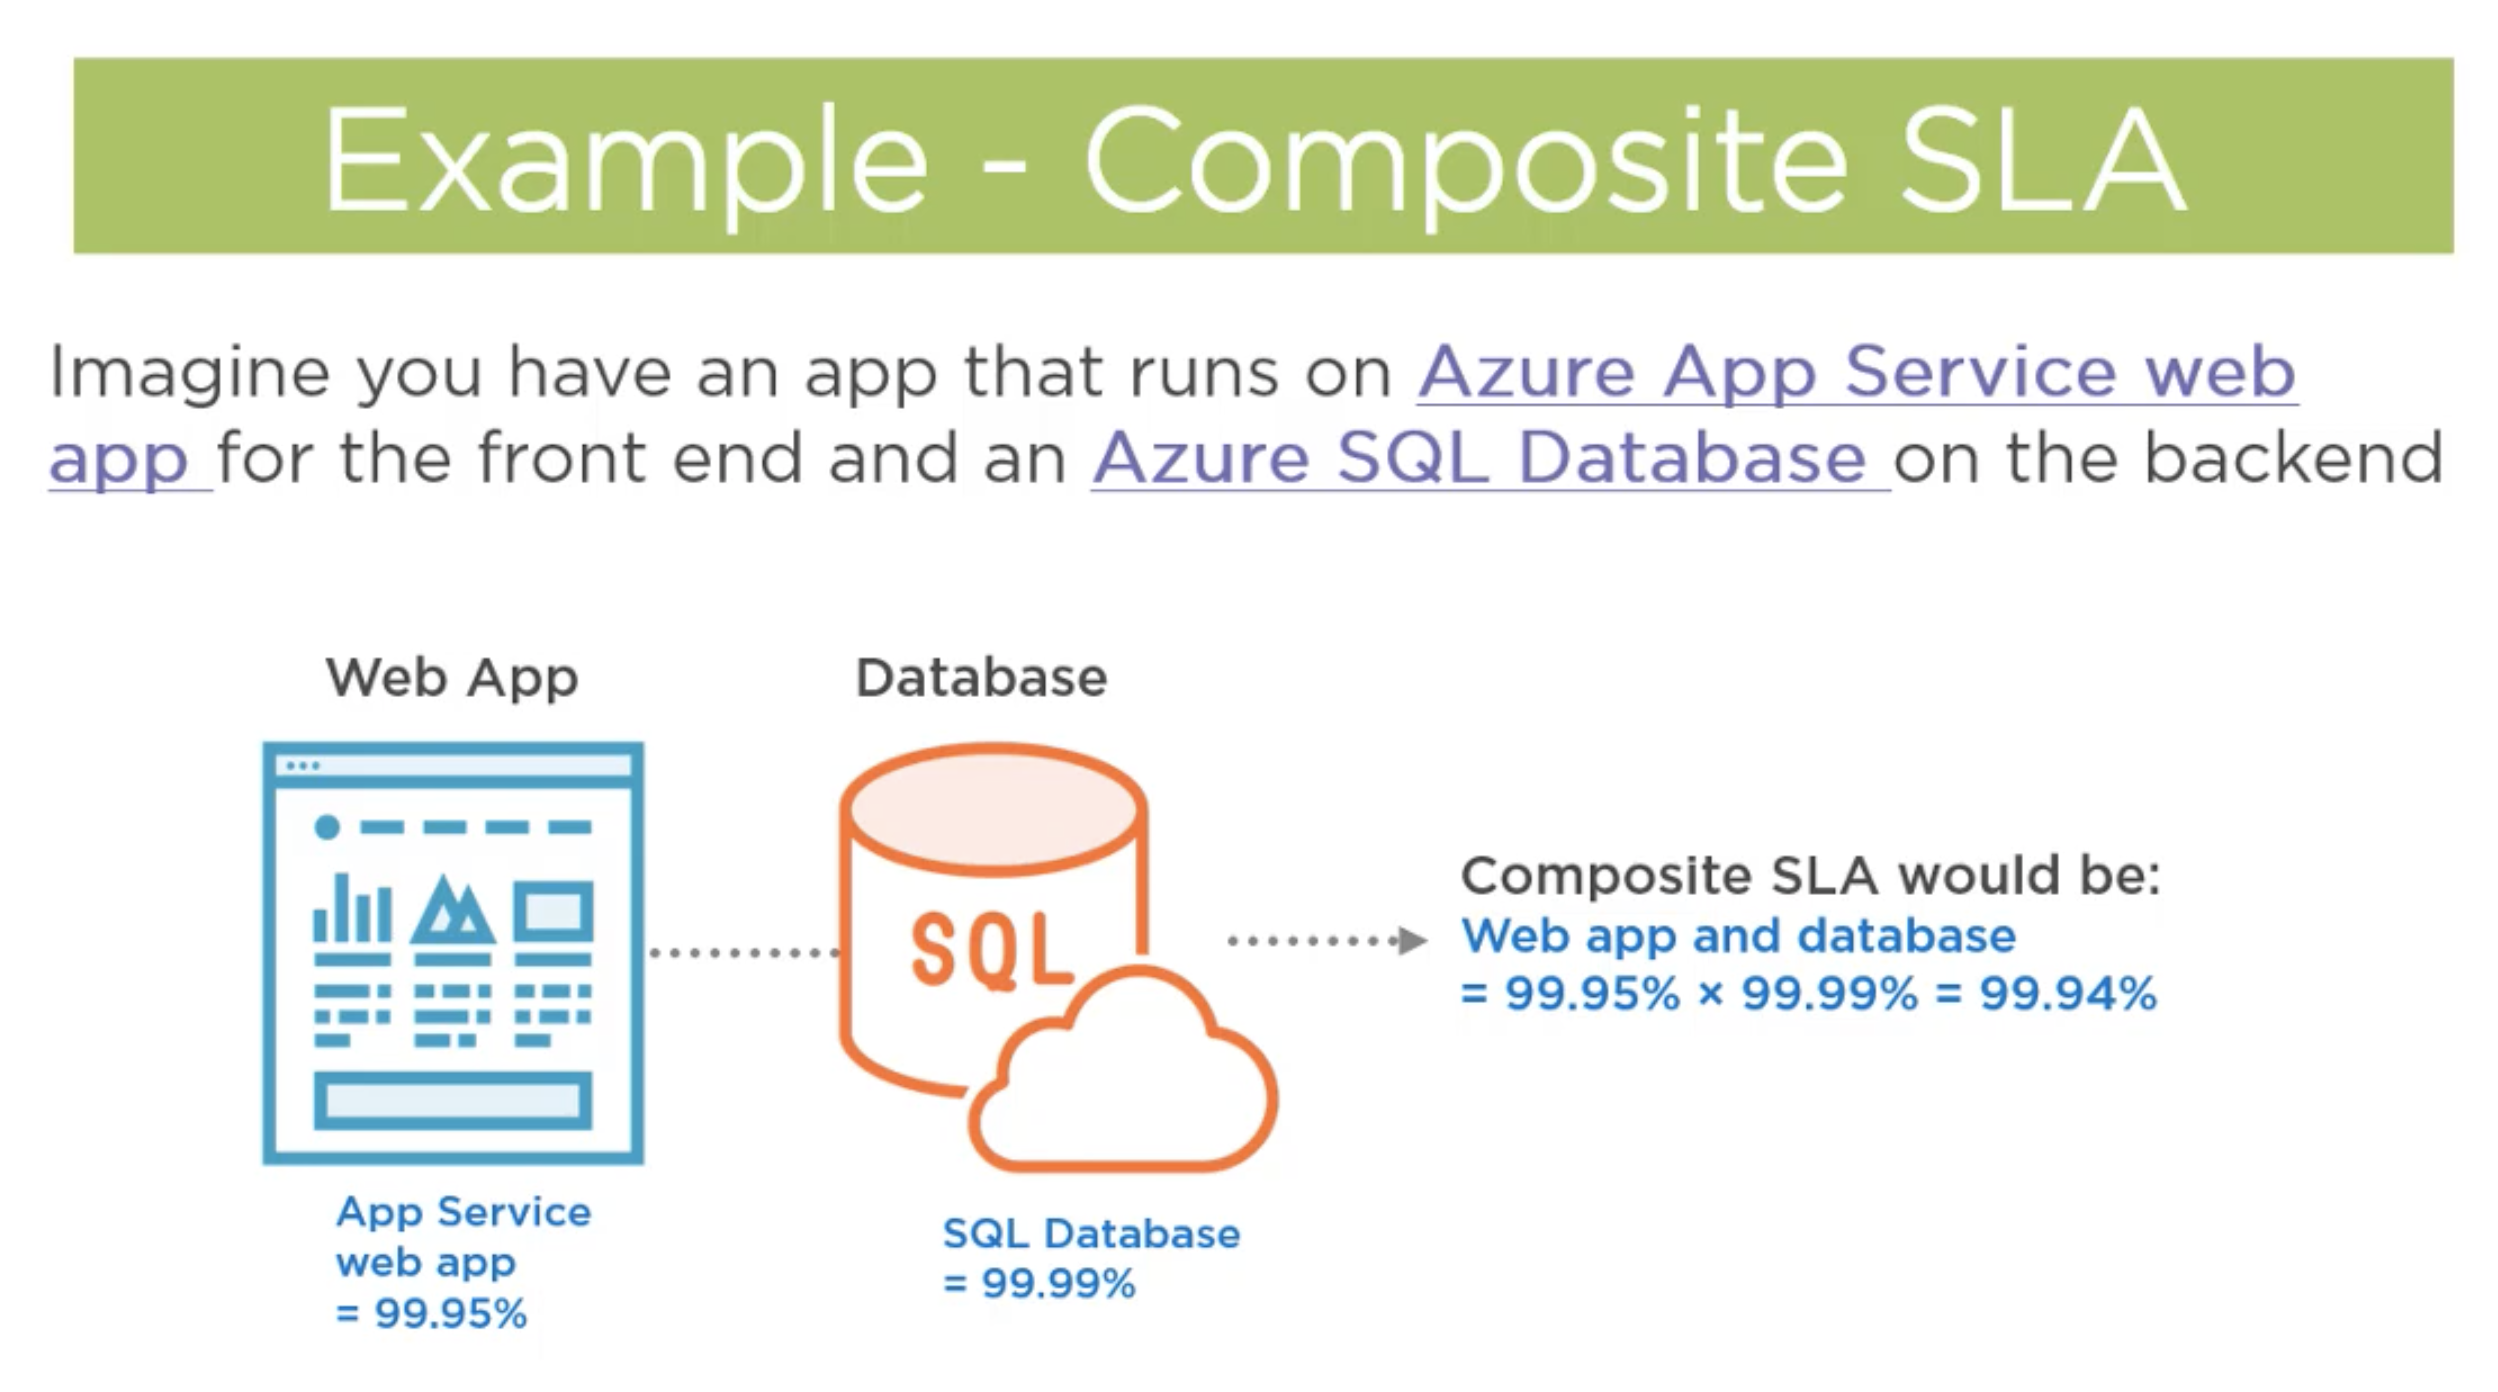 Example - Composite SLA
Imagine you have an app that runs on Azure App Service web
app for the front end and an Azure SQL Database on the backend
Web App
Database
SQL
Composite SLA would be:
Web app and database
= 99.95% × 99.99% = 99.94%
App Service
web app
= 99.95%
SQL Database
= 99.99%